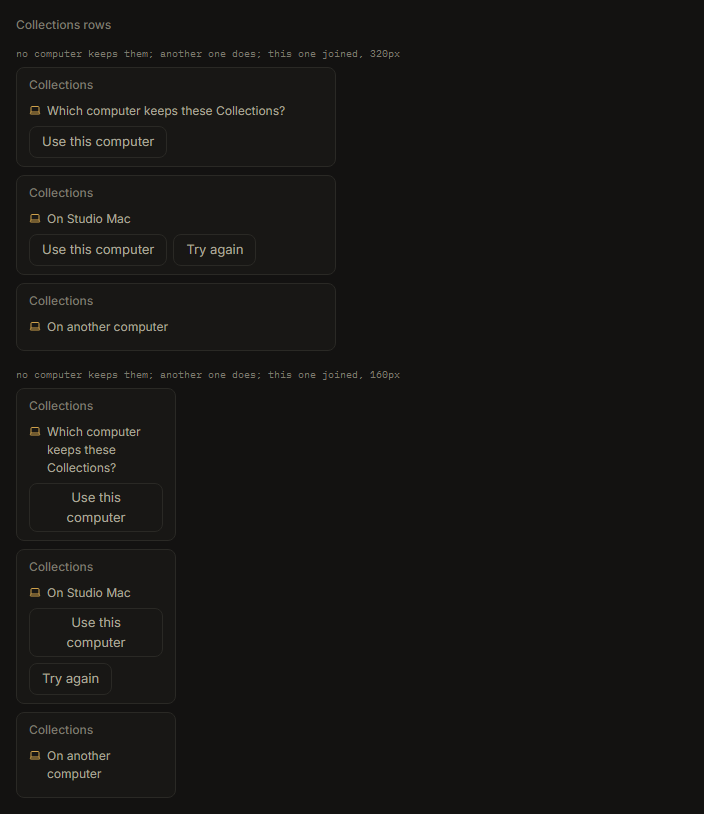 Collections rows
no computer keeps them; another one does; this one joined, 320px
Collections
Which computer keeps these Collections?
Use this computer
Collections
On Studio Mac
Use this computer Try again
Collections
On another computer
no computer keeps them; another one does; this one joined, 160px
Collections
Which computer
keeps these
Collections?
Use this
computer
Collections
On Studio Mac
Use this
computer
Try again
Collections
On another
computer